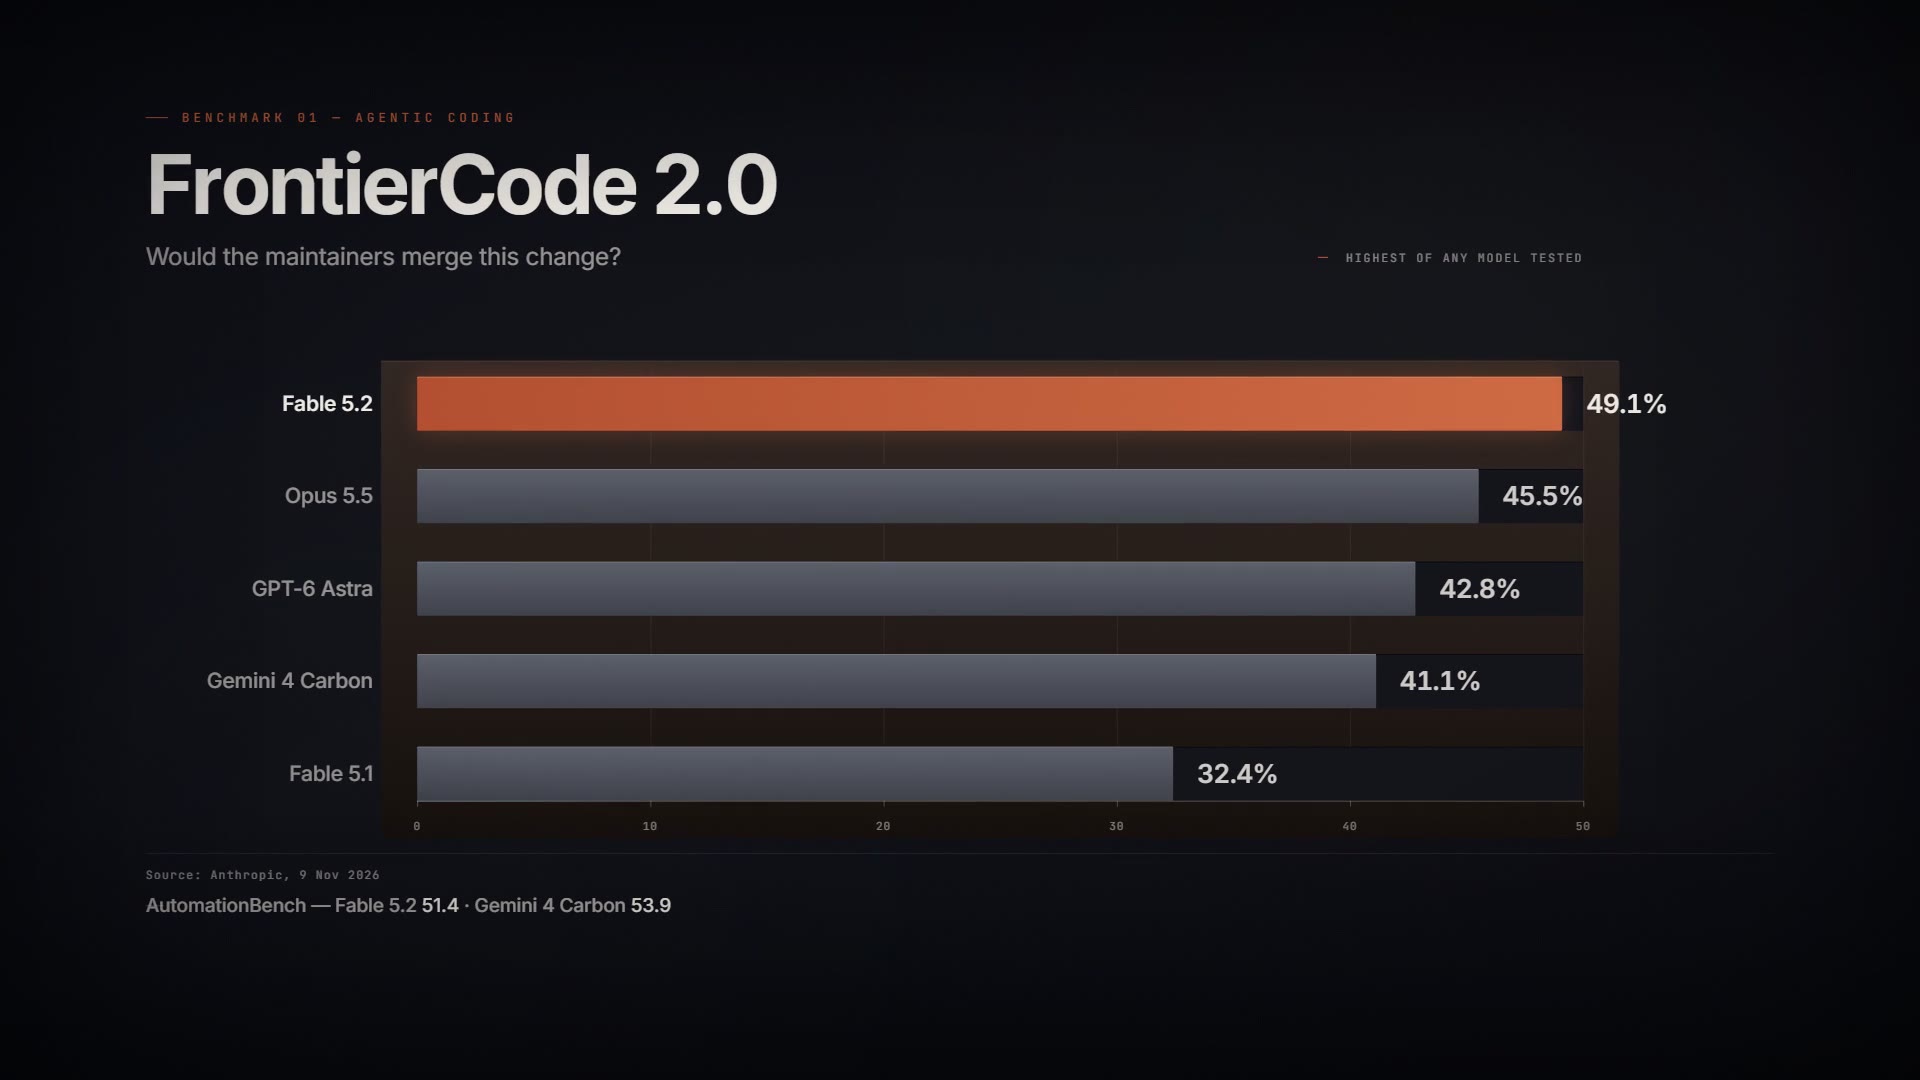 BENCHMARK 01 — AGENTIC CODING
FrontierCode 2.0
Would the maintainers merge this change?
— HIGHEST OF ANY MODEL TESTED
Fable 5.2 49.1%
Opus 5.5 45.5%
GPT-6 Astra 42.8%
Gemini 4 Carbon 41.1%
Fable 5.1 32.4%
0 10 20 30 40 50
Source: Anthropic, 9 Nov 2026
AutomationBench — Fable 5.2 51.4 · Gemini 4 Carbon 53.9